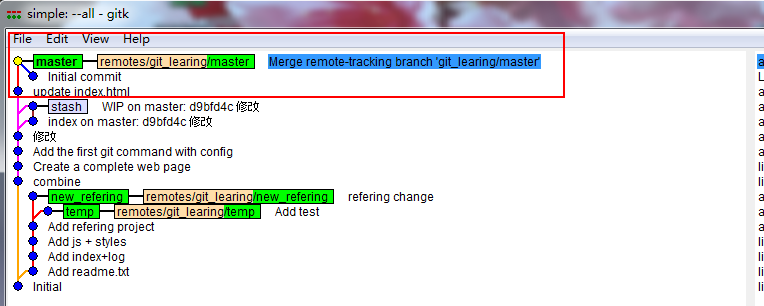 simple: --all - gitk
File Edit View Help
master remotes/git_learing/master Merge remote-tracking branch 'git_learing/master'
Initial commit
update index.html
stash WIP on master: d9bfd4c 修改
index on master: d9bfd4c 修改
修改
Add the first git command with config
Create a complete web page
combine
new_refering remotes/git_learing/new_refering refering change
temp remotes/git_learing/temp Add test
Add refering project
Add js + styles
Add index+log
Add readme.txt
Initial